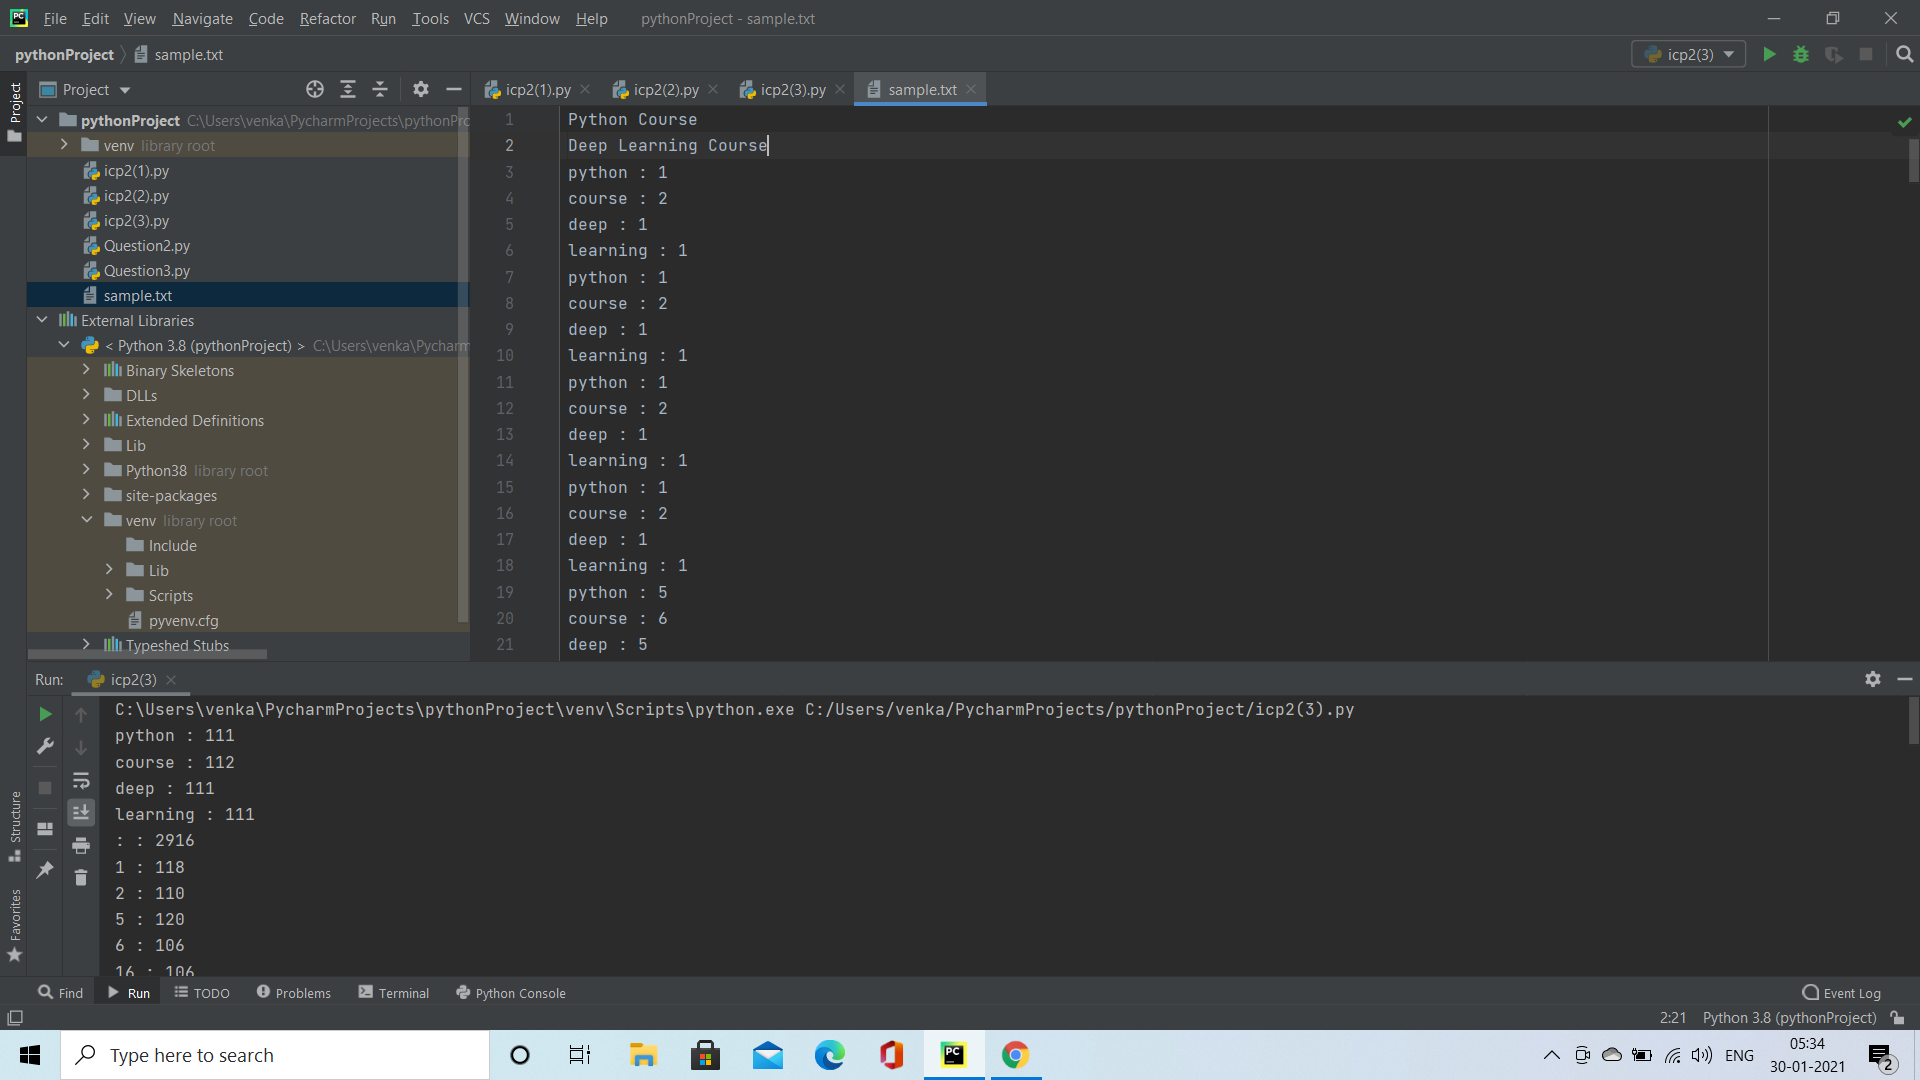 File Edit View Navigate Code Refactor Run Tools VCS Window Help pythonProject - sample.txt
pythonProject sample.txt icp2(3)
Project
Project icp2(1).py icp2(2).py icp2(3).py sample.txt
pythonProject C:\Users\venka\PycharmProjects\pythonPrc
venv library root
icp2(1).py
icp2(2).py
icp2(3).py
Question2.py
Question3.py
sample.txt
External Libraries
< Python 3.8 (pythonProject) > C:\Users\venka\Pycharm
Binary Skeletons
DLLs
Extended Definitions
Lib
Python38 library root
site-packages
venv library root
Include
Lib
Scripts
pyvenv.cfg
Typeshed Stubs
1 Python Course
2 Deep Learning Course
3 python : 1
4 course : 2
5 deep : 1
6 learning : 1
7 python : 1
8 course : 2
9 deep : 1
10 learning : 1
11 python : 1
12 course : 2
13 deep : 1
14 learning : 1
15 python : 1
16 course : 2
17 deep : 1
18 learning : 1
19 python : 5
20 course : 6
21 deep : 5
Run: icp2(3)
C:\Users\venka\PycharmProjects\pythonProject\venv\Scripts\python.exe C:/Users/venka/PycharmProjects/pythonProject/icp2(3).py
python : 111
course : 112
deep : 111
learning : 111
: : 2916
1 : 118
2 : 110
5 : 120
6 : 106
16 : 106
Structure
Favorites
Find Run TODO Problems Terminal Python Console Event Log
2:21 Python 3.8 (pythonProject)
Type here to search
PC
ENG
05:34
30-01-2021
2